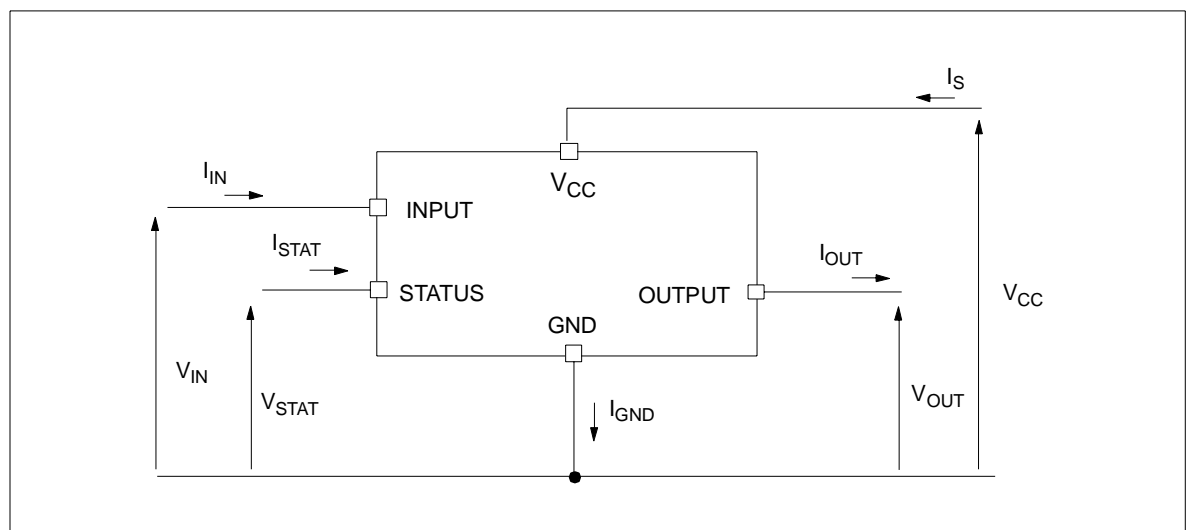 I_S
I_IN
V_CC
INPUT
I_STAT
I_OUT
STATUS
OUTPUT
V_CC
GND
V_IN
V_STAT
I_GND
V_OUT